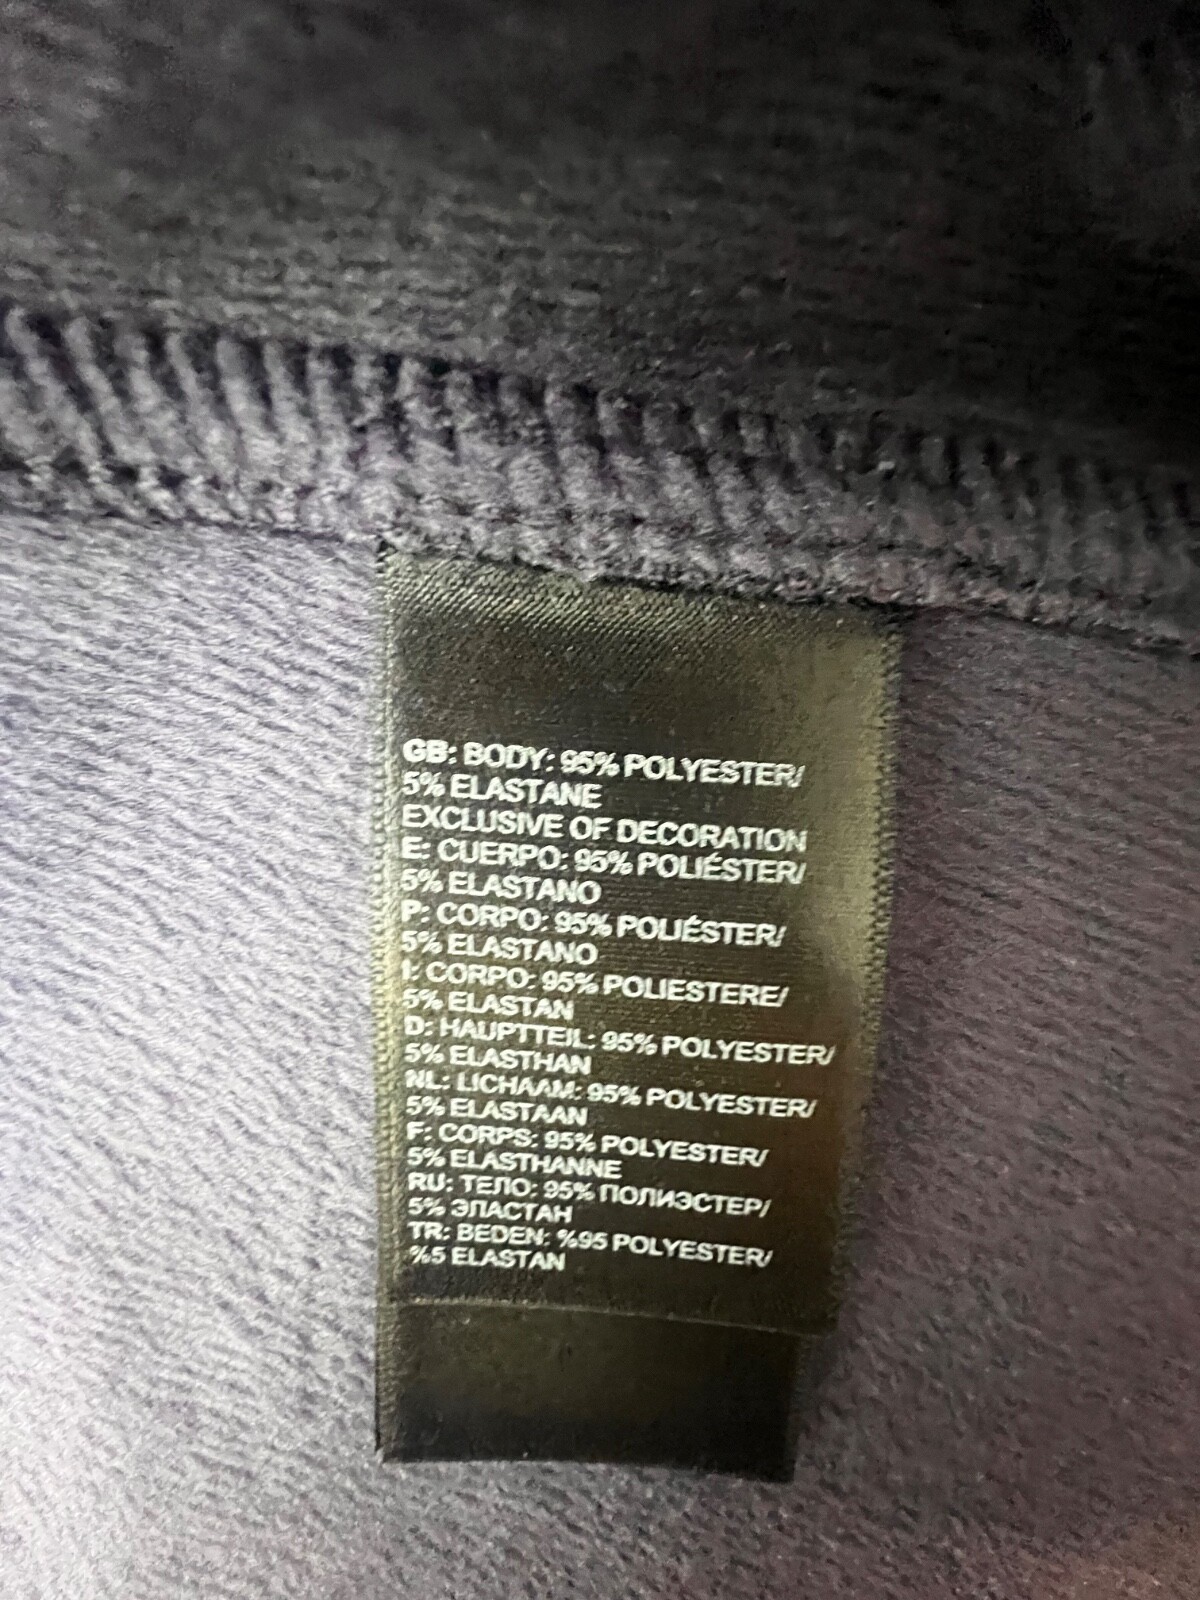 GB: BODY: 95% POLYESTER/
5% ELASTANE
EXCLUSIVE OF DECORATION
E: CUERPO: 95% POLIÉSTER/
5% ELASTANO
P: CORPO: 95% POLIÉSTER/
5% ELASTANO
I: CORPO: 95% POLIESTERE/
5% ELASTAN
D: HAUPTTEIL: 95% POLYESTER/
5% ELASTHAN
NL: LICHAAM: 95% POLYESTER/
5% ELASTAAN
F: CORPS: 95% POLYESTER/
5% ELASTHANNE
RU: ТЕЛО: 95% ПОЛИЭСТЕР/
5% ЭЛАСТАН
TR: BEDEN: %95 POLYESTER/
%5 ELASTAN